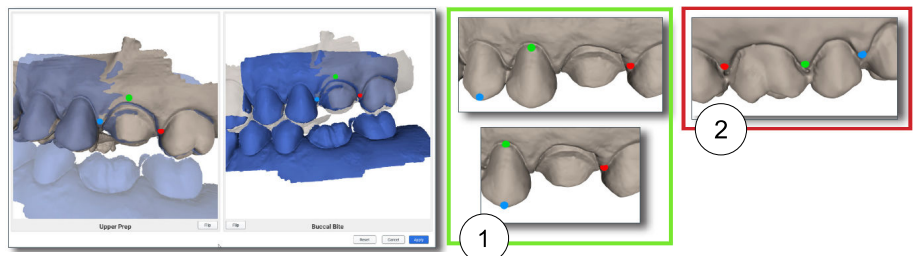 Upper Prep
Flip
Flip
Buccal Bite
Reset
Cancel
Apply
1
2